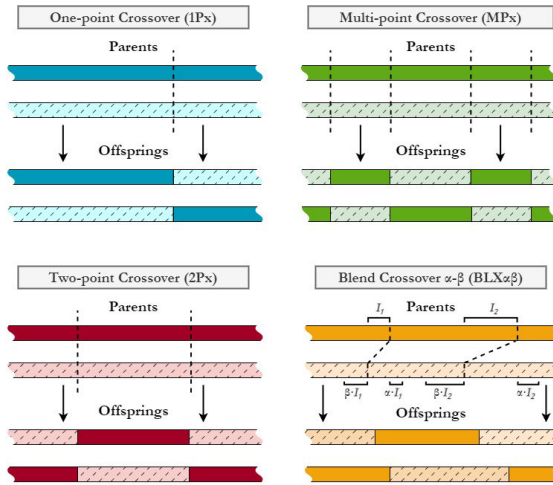 One-point Crossover (1Px)
Parents
Offsprings
Multi-point Crossover (MPx)
Parents
Offsprings
Two-point Crossover (2Px)
Parents
Offsprings
Blend Crossover α-β (BLXαβ)
Parents
I₁ I₂
β·I₁ α·I₁ β·I₂ α·I₂
Offsprings